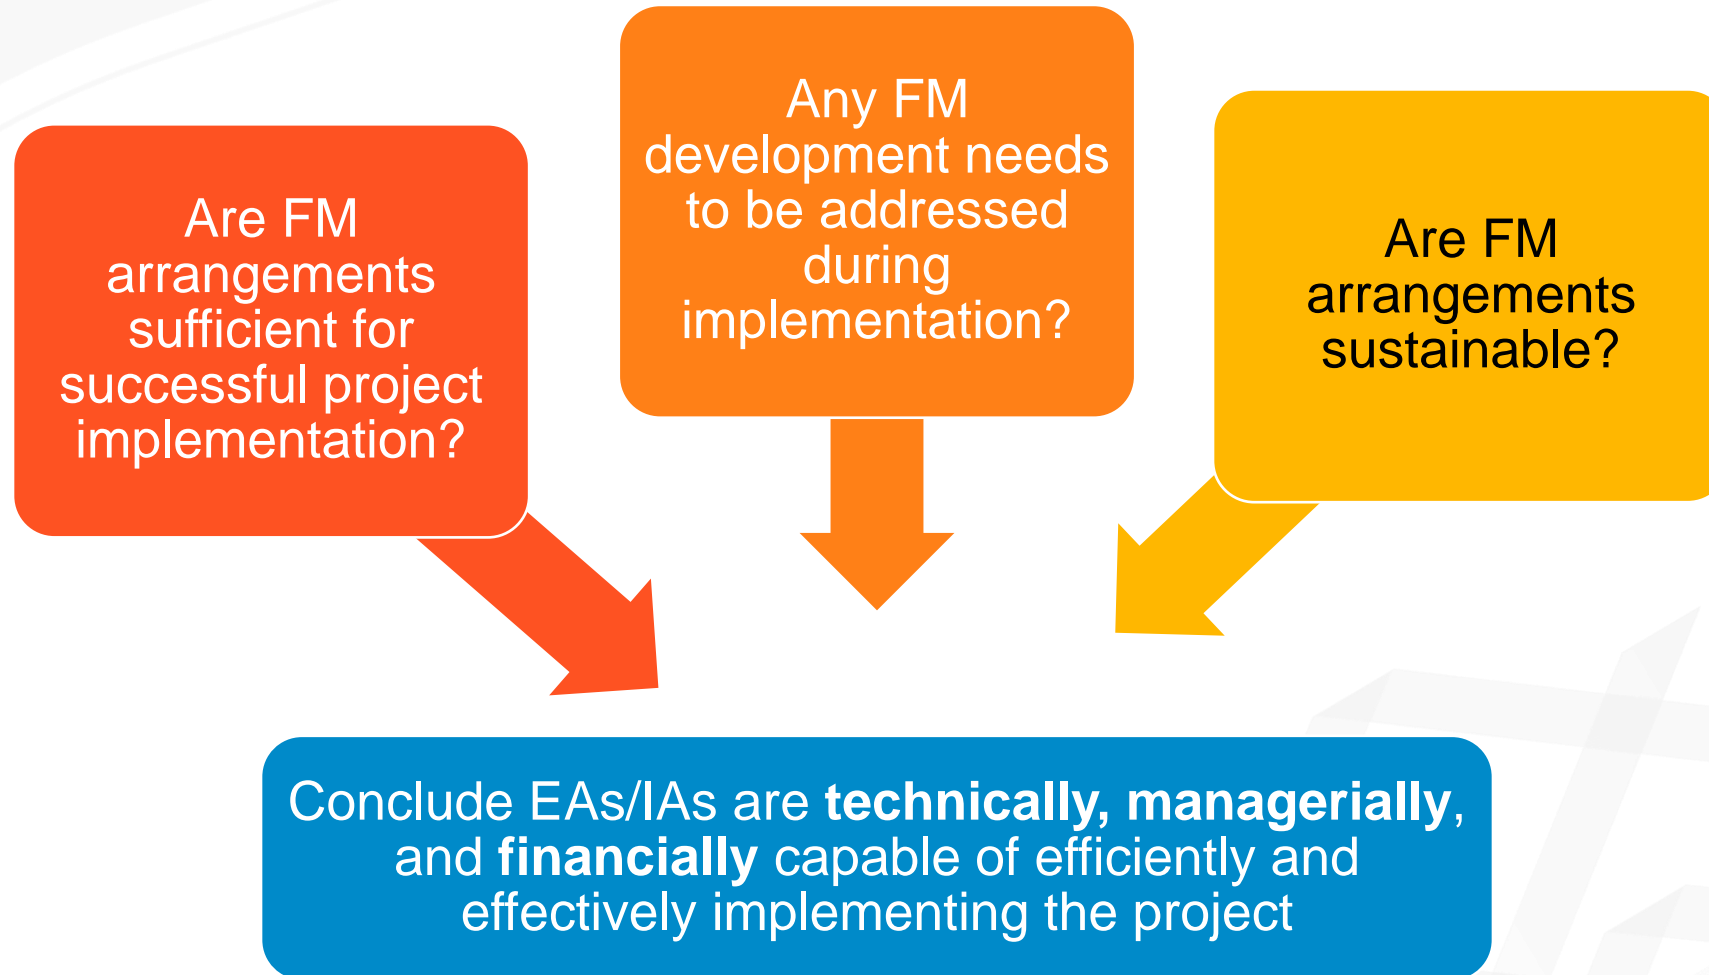 Are FM
arrangements
sufficient for
successful project
implementation?
Any FM
development needs
to be addressed
during
implementation?
Are FM
arrangements
sustainable?
Conclude EAs/IAs are technically, managerially,
and financially capable of efficiently and
effectively implementing the project